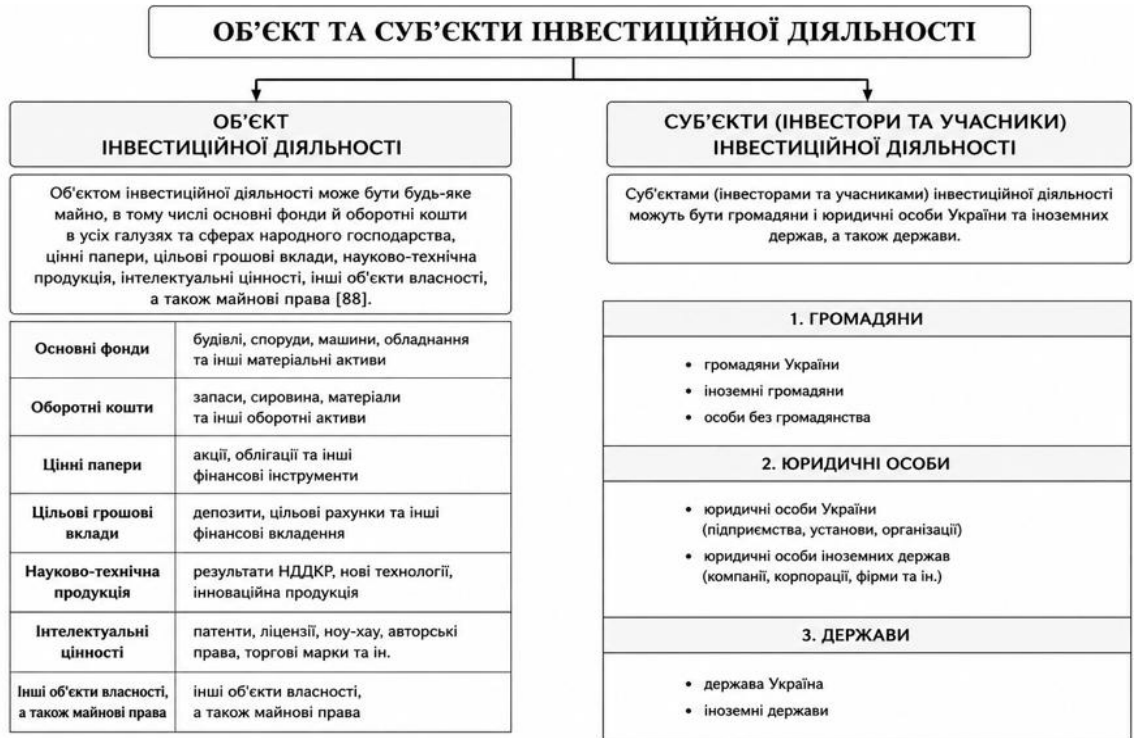 ОБ’ЄКТ ТА СУБ’ЄКТИ ІНВЕСТИЦІЙНОЇ ДІЯЛЬНОСТІ
ОБ’ЄКТ
ІНВЕСТИЦІЙНОЇ ДІЯЛЬНОСТІ
Об'єктом інвестиційної діяльності може бути будь-яке
майно, в тому числі основні фонди й оборотні кошти
в усіх галузях та сферах народного господарства,
цінні папери, цільові грошові вклади, науково-технічна
продукція, інтелектуальні цінності, інші об'єкти власності,
а також майнові права [88].
Основні фонди
будівлі, споруди, машини, обладнання
та інші матеріальні активи
Оборотні кошти
запаси, сировина, матеріали
та інші оборотні активи
Цінні папери
акції, облігації та інші
фінансові інструменти
Цільові грошові
вклади
депозити, цільові рахунки та інші
фінансові вкладення
Науково-технічна
продукція
результати НДДКР, нові технології,
інноваційна продукція
Інтелектуальні
цінності
патенти, ліцензії, ноу-хау, авторські
права, торгові марки та ін.
Інші об'єкти власності,
а також майнові права
інші об'єкти власності,
а також майнові права
СУБ’ЄКТИ (ІНВЕСТОРИ ТА УЧАСНИКИ)
ІНВЕСТИЦІЙНОЇ ДІЯЛЬНОСТІ
Суб'єктами (інвесторами та учасниками) інвестиційної діяльності
можуть бути громадяни і юридичні особи України та іноземних
держав, а також держави.
1. ГРОМАДЯНИ
• громадяни України
• іноземні громадяни
• особи без громадянства
2. ЮРИДИЧНІ ОСОБИ
• юридичні особи України
(підприємства, установи, організації)
• юридичні особи іноземних держав
(компанії, корпорації, фірми та ін.)
3. ДЕРЖАВИ
• держава Україна
• іноземні держави